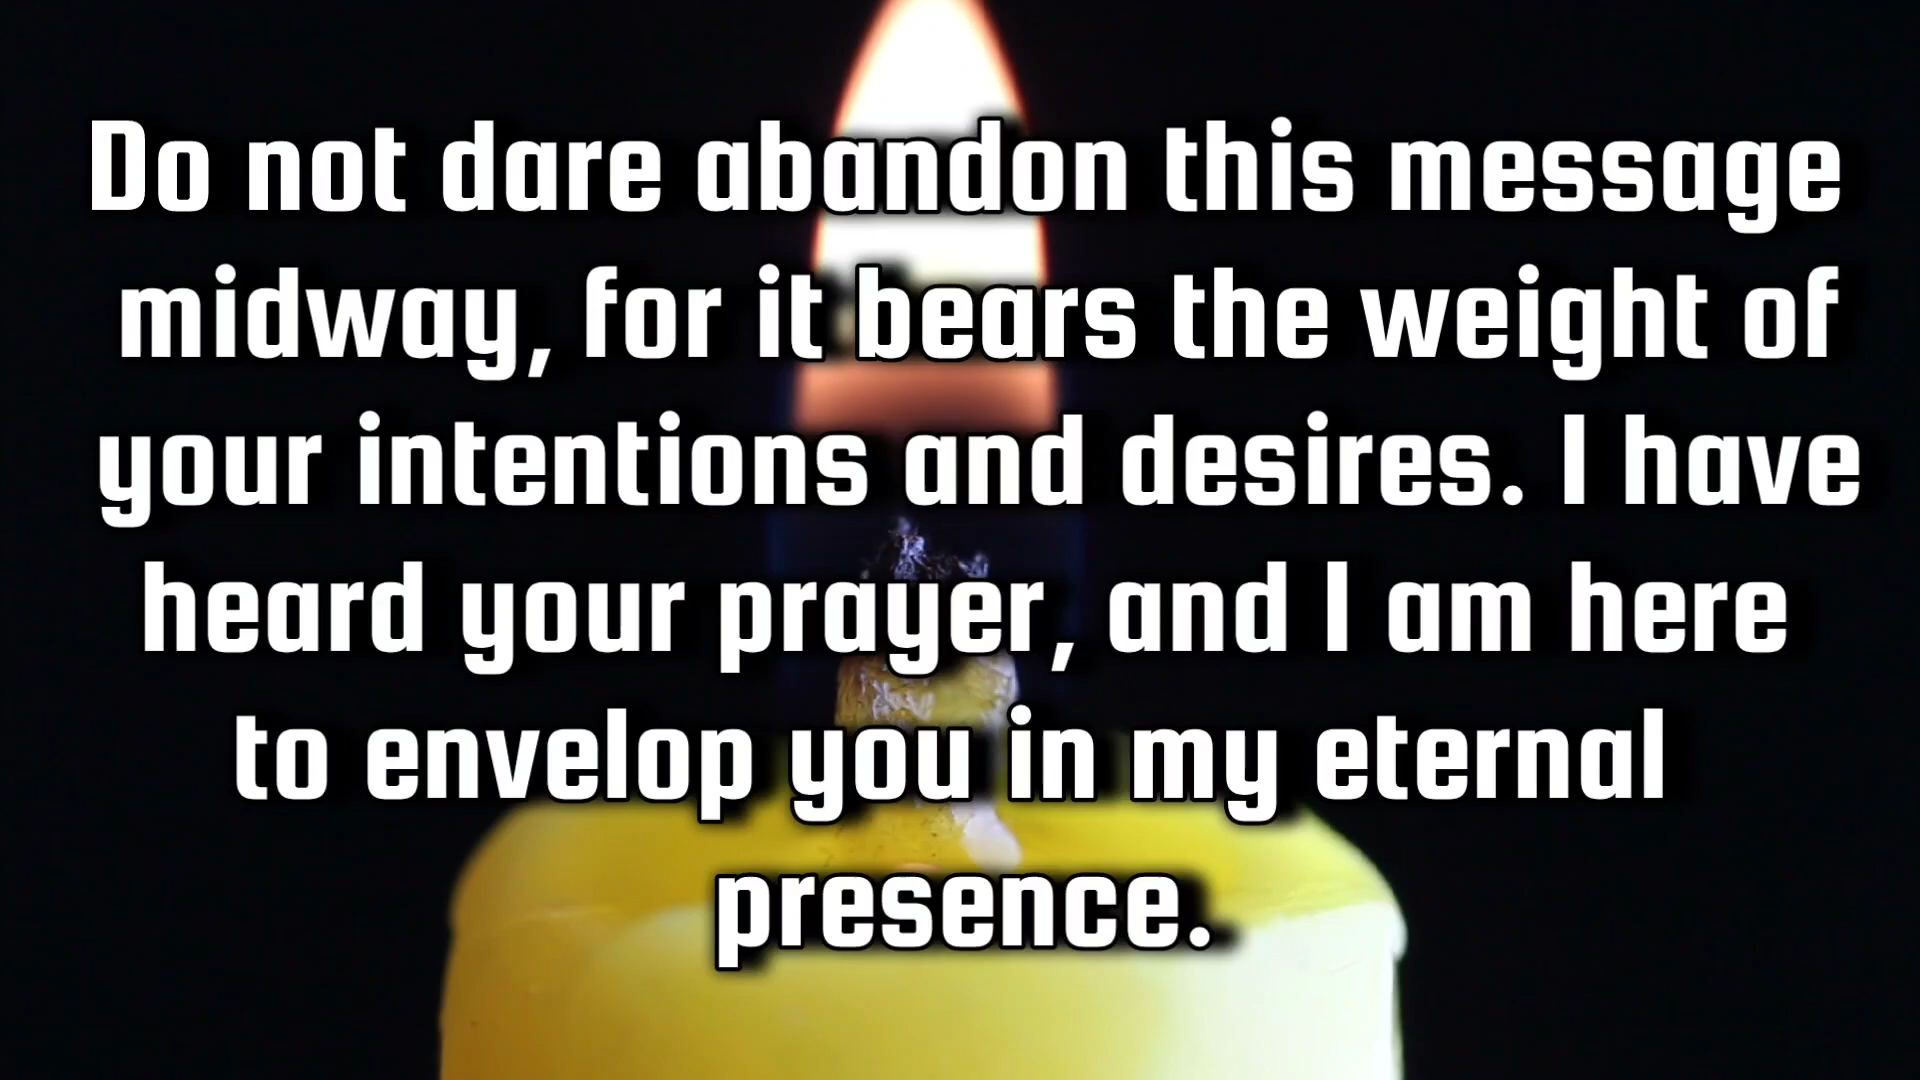 Do not dare abandon this message
midway, for it bears the weight of
your intentions and desires. I have
heard your prayer, and I am here
to envelop you in my eternal
presence.